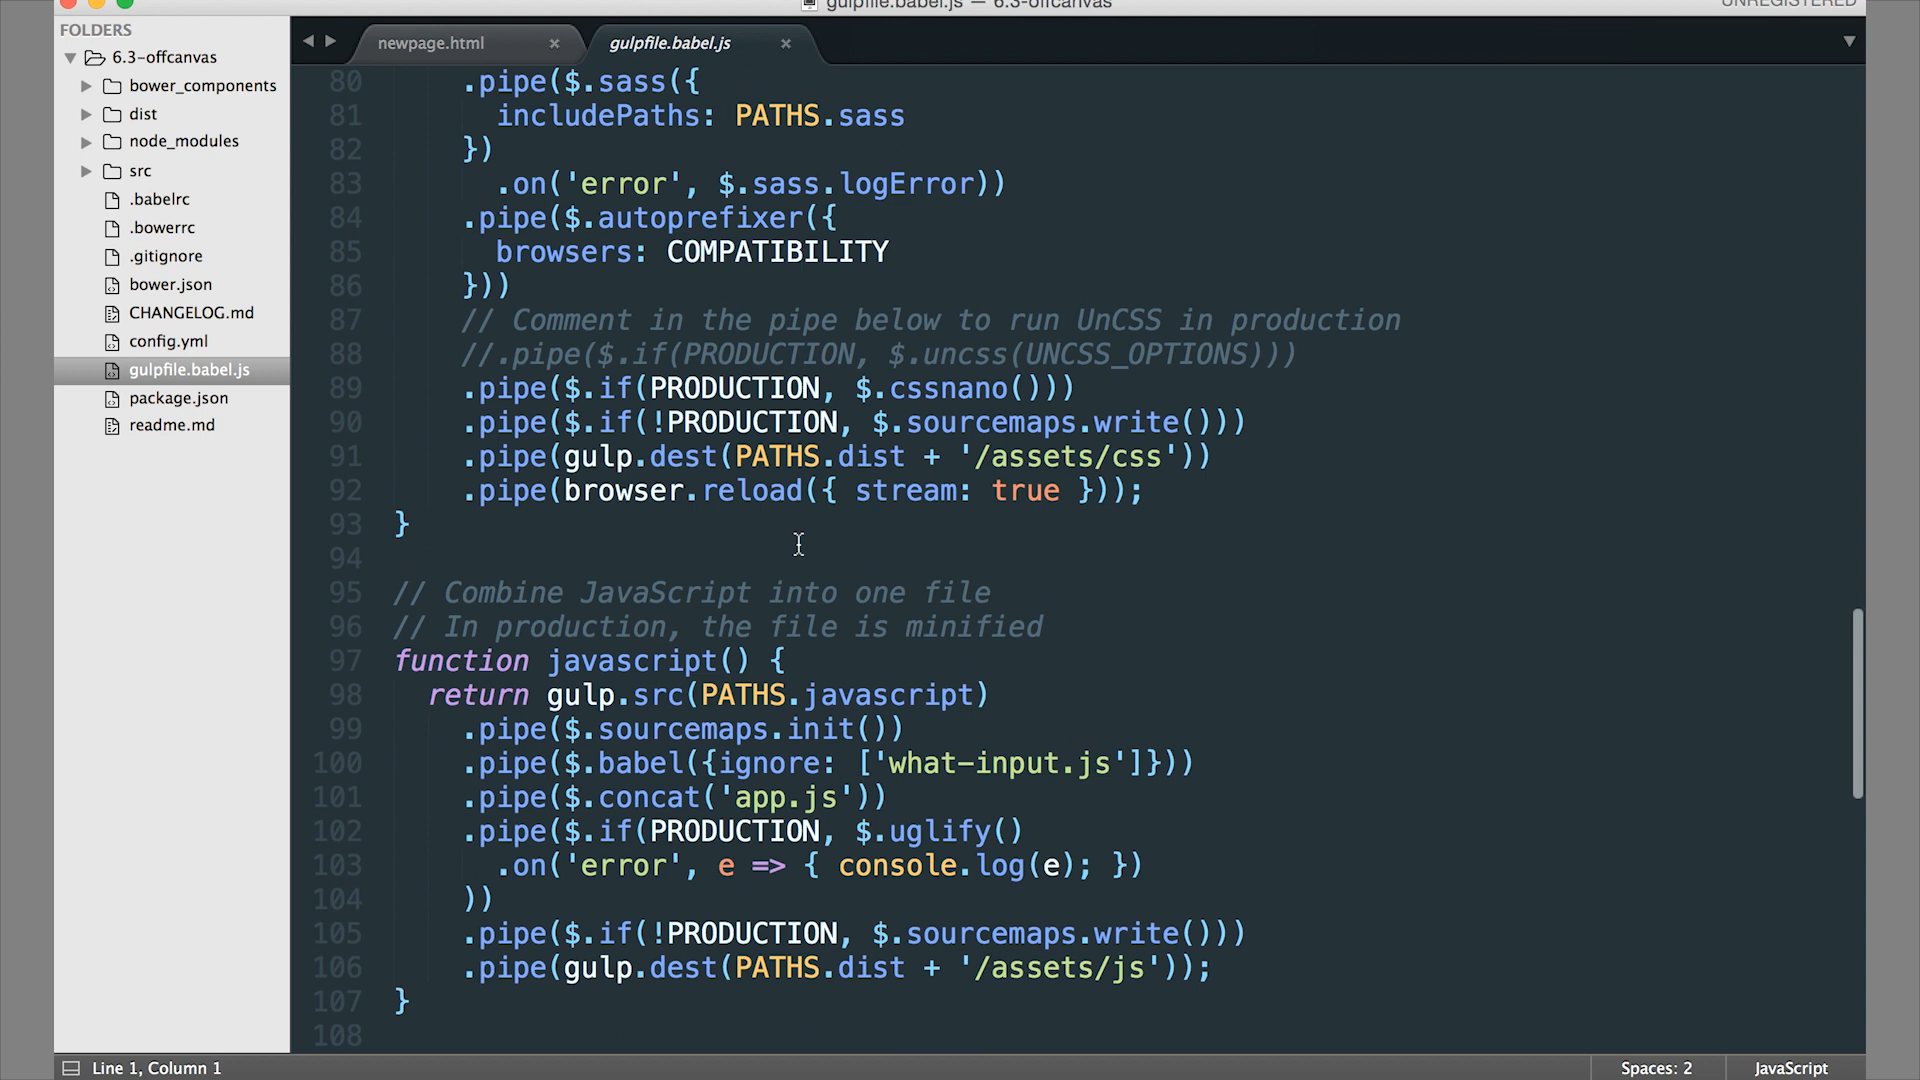 gulpfile.babel.js — 6.3-offcanvas
UNREGISTERED
FOLDERS
6.3-offcanvas
bower_components
dist
node_modules
src
.babelrc
.bowerrc
.gitignore
bower.json
CHANGELOG.md
config.yml
gulpfile.babel.js
package.json
readme.md
newpage.html
gulpfile.babel.js
80 .pipe($.sass({
81 includePaths: PATHS.sass
82 })
83 .on('error', $.sass.logError))
84 .pipe($.autoprefixer({
85 browsers: COMPATIBILITY
86 }))
87 // Comment in the pipe below to run UnCSS in production
88 //.pipe($.if(PRODUCTION, $.uncss(UNCSS_OPTIONS)))
89 .pipe($.if(PRODUCTION, $.cssnano()))
90 .pipe($.if(!PRODUCTION, $.sourcemaps.write()))
91 .pipe(gulp.dest(PATHS.dist + '/assets/css'))
92 .pipe(browser.reload({ stream: true }));
93 }
94
95 // Combine JavaScript into one file
96 // In production, the file is minified
97 function javascript() {
98 return gulp.src(PATHS.javascript)
99 .pipe($.sourcemaps.init())
100 .pipe($.babel({ignore: ['what-input.js']}))
101 .pipe($.concat('app.js'))
102 .pipe($.if(PRODUCTION, $.uglify()
103 .on('error', e => { console.log(e); })
104 ))
105 .pipe($.if(!PRODUCTION, $.sourcemaps.write()))
106 .pipe(gulp.dest(PATHS.dist + '/assets/js'));
107 }
108
Line 1, Column 1
Spaces: 2
JavaScript